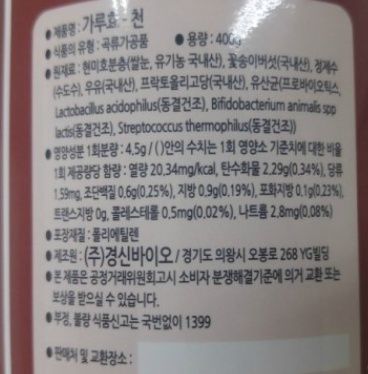 ● 제품명 : 가루흡 - 천
● 식품의 유형 : 곡류가공품 ● 용량 : 400g
● 원재료 : 현미호분층(쌀눈, 유기농 국내산), 꽃송이버섯(국내산), 정제수
(수도수), 우유(국내산), 프락토올리고당(국내산), 유산균(프로바이오틱스,
Lactobacillus acidophilus(동결건조), Bifidobacterium animalis spp
lactis(동결건조), Streptococcus thermophilus(동결건조))
● 영양성분 1회분량 : 4,5g / ( )안의 수치는 1회 영양소 기준치에 대한 비율
1회 제공량당 함량 : 열량 20,34mg/kcal, 탄수화물 2,29g(0,34%), 당류
1,59mg, 조단백질 0,6g(0,25%), 지방 0,9g(0,19%), 포화지방 0,1g(0,23%),
트랜스지방 0g, 콜레스테롤 0,5mg(0,02%), 나트륨 2,8mg(0,08%)
● 포장재질 : 폴리에틸렌
● 제조원 : (주)경신바이오 / 경기도 의왕시 오봉로 268 YG빌딩
● 본 제품은 공정거래위원회고시 소비자 분쟁해결기준에 의거 교환 또는
보상을 받으실 수 있습니다.
● 부정, 불량 식품신고는 국번없이 1399
● 판매처 및 교환장소 :